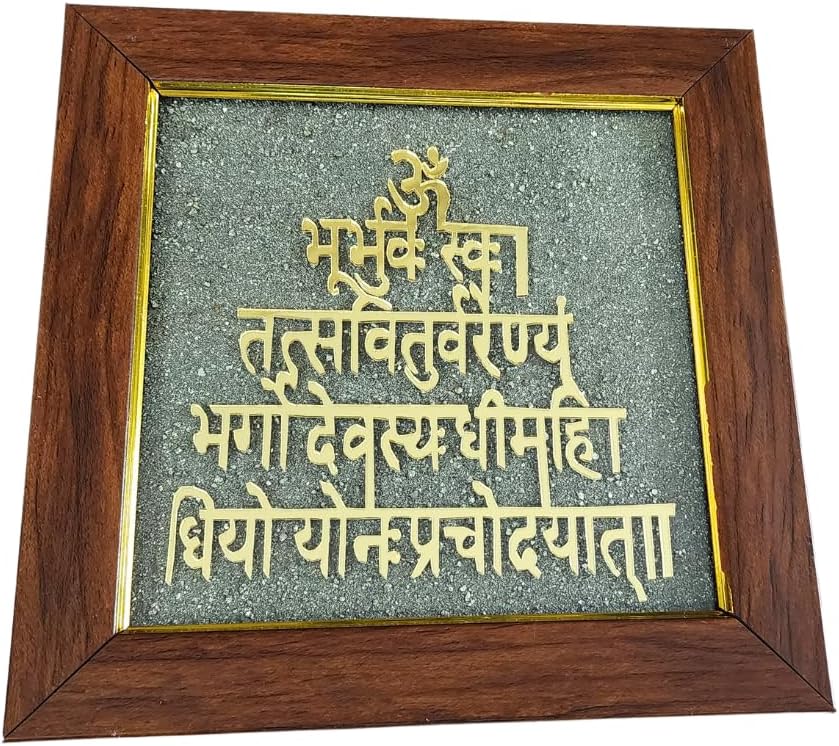 ॐ
भूर्भुवः स्वः।
तत्सवितुर्वरेण्यं
भर्गो देवस्यः धीमहि।
धियो योनः प्रचोदयात्॥